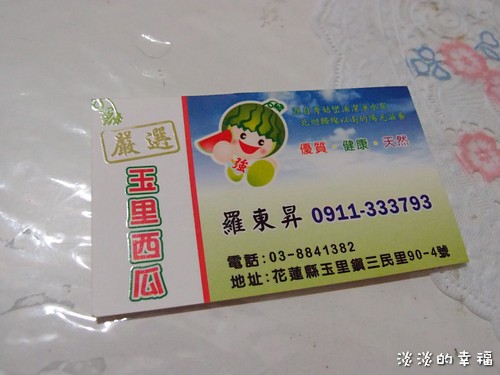 嚴選
玉里西瓜
優質 健康 天然
強
羅東昇 0911-333793
電話:03-8841382
地址:花蓮縣玉里鎮三民里90-4號
淡淡的幸福